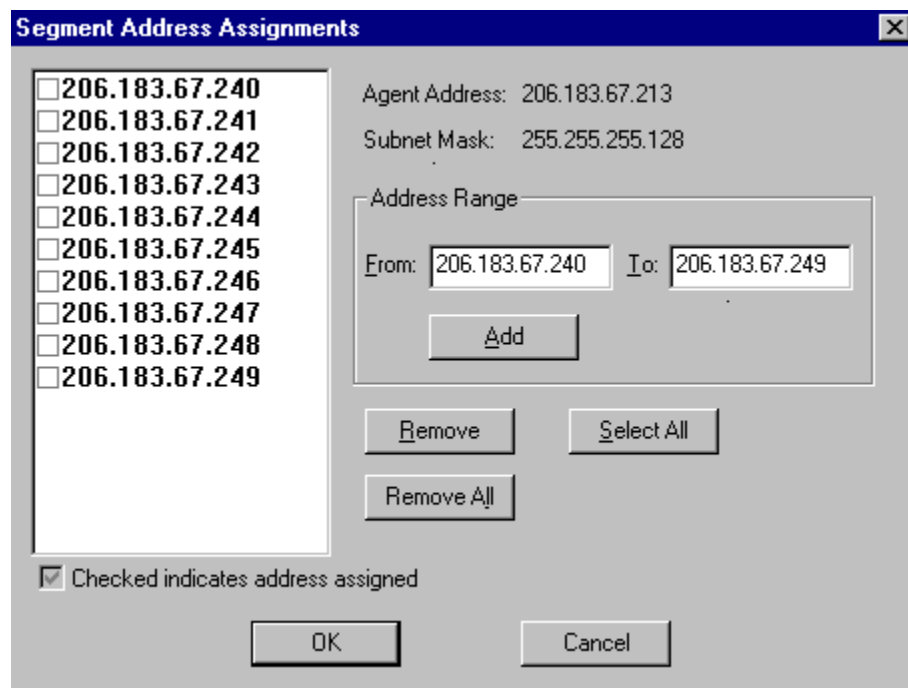 Segment Address Assignments
206.183.67.240
206.183.67.241
206.183.67.242
206.183.67.243
206.183.67.244
206.183.67.245
206.183.67.246
206.183.67.247
206.183.67.248
206.183.67.249
Agent Address: 206.183.67.213
Subnet Mask: 255.255.255.128
Address Range
From: 206.183.67.240 To: 206.183.67.249
Add
Remove Select All
Remove All
Checked indicates address assigned
OK Cancel